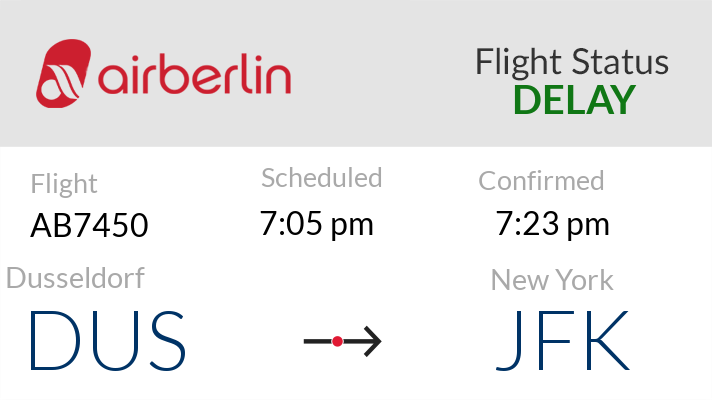 airberlin
Flight Status
DELAY
Flight Scheduled Confirmed
AB7450 7:05 pm 7:23 pm
Dusseldorf New York
DUS JFK